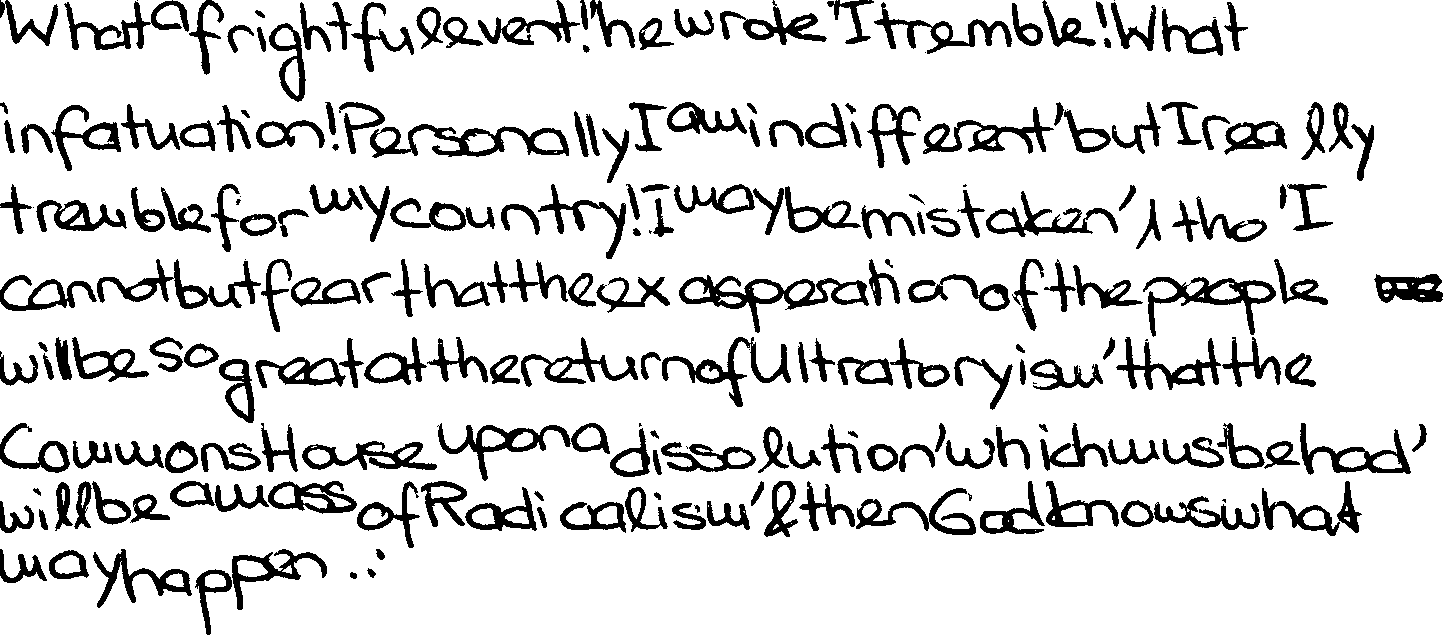 "What a frightful event!" he wrote "I tremble! What
infatuation! Personally I am indifferent' but I really
tremble for my country! I may be mistaken' & tho' I
cannot but fear that the exasperation of the people
will be so great at the return of Ultratoryism' that the
Commons House upon a dissolution' which must be had'
will be a mass of Radicalism' & then God knows what
may happen ..'